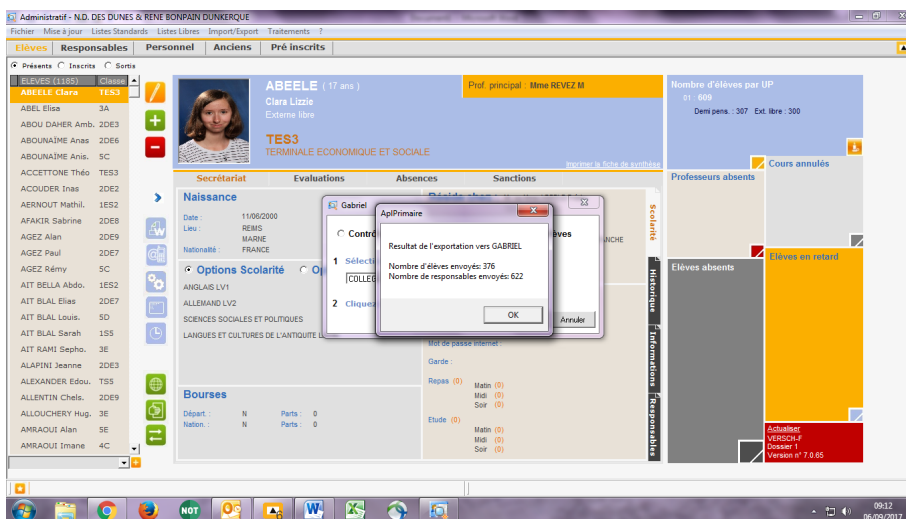 Administratif - N.D. DES DUNES & RENE BONPAIN DUNKERQUE
Fichier Mise à jour Listes Standards Listes Libres Import/Export Traitements ?
Elèves Responsables Personnel Anciens Pré inscrits
Présents Inscrits Sortis
ELEVES (1185) Classe
ABEELE Clara TES3
ABEL Elisa 3A
ABOU DAHER Amb. 2DE3
ABOUNAÏME Anas 2DE6
ABOUNAÏME Anis. 5C
ACCETTONE Théo TES3
ACOUDER Inas 2DE2
AERNOUT Mathil. 1ES2
AFAKIR Sabrine 2DE8
AGEZ Alan 2DE9
AGEZ Paul 2DE7
AGEZ Rémy 5C
AIT BELLA Abdo. 1ES2
AIT BLAL Elias 2DE7
AIT BLAL Louis. 5D
AIT BLAL Sarah 1S5
AIT RAMI Sepho. 3E
ALAPINI Jeanne 2DE3
ALEXANDER Edou. TS5
ALLENTIN Chels. 2DE9
ALLOUCHERY Hug. 3E
AMRAOUI Alan 5E
AMRAOUI Imane 4C
ABEELE ( 17 ans )
Clara Lizzie
Externe libre
TES3
TERMINALE ECONOMIQUE ET SOCIALE
Prof. principal : Mme REVEZ M
Imprimer la fiche de synthèse
Nombre d'élèves par UP
01 : 609
Demi pens. : 307 Ext. libre : 300
Secrétariat Evaluations Absences Sanctions
Naissance
Date : 11/06/2000
Lieu : REIMS
MARNE
Nationalité : FRANCE
Options Scolarité
ANGLAIS LV1
ALLEMAND LV2
SCIENCES SOCIALES ET POLITIQUES
LANGUES ET CULTURES DE L'ANTIQUITE
Bourses
Départ. : N Parts : 0
Nation. : N Parts : 0
Gabriel
1
2 Cliquez
Annuler
AplPrimaire
Resultat de l'exportation vers GABRIEL
Nombre d'élèves envoyés: 376
Nombre de responsables envoyés: 622
OK
Mot de passe internet :
Garde :
Repas (0) Matin (0)
Midi (0)
Soir (0)
Etude (0)
Matin (0)
Midi (0)
Soir (0)
Scolarité
Historique
Informations
Responsables
Professeurs absents
Cours annulés
Elèves absents
Elèves en retard
Actualiser
VERSCH-F
Dossier 1
Version n° 7.0.65
NOT
09:12
06/09/2017